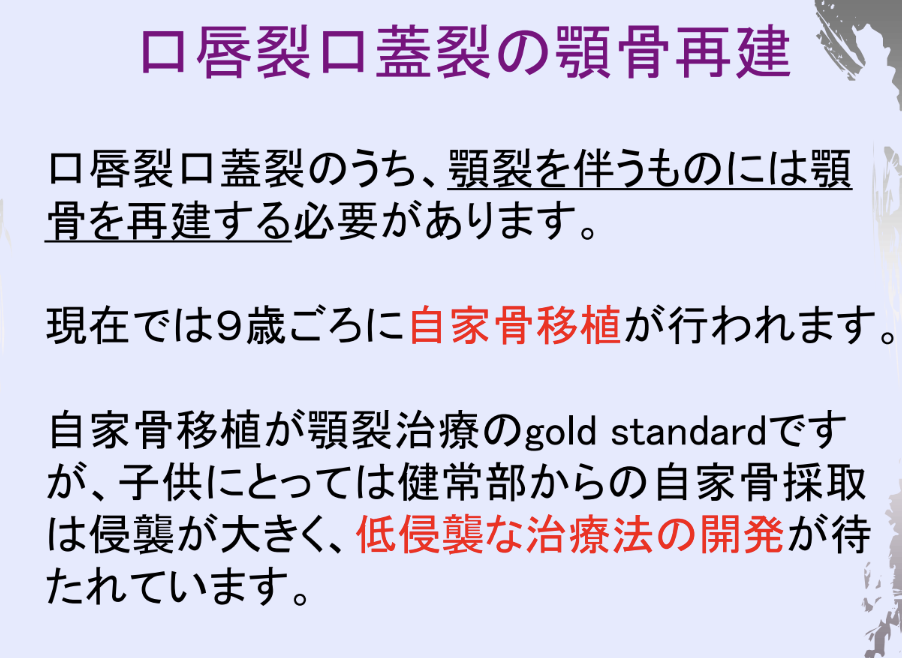 口唇裂口蓋裂の顎骨再建
口唇裂口蓋裂のうち、顎裂を伴うものには顎
骨を再建する必要があります。
現在では９歳ごろに自家骨移植が行われます。
自家骨移植が顎裂治療のgold standardです
が、子供にとっては健常部からの自家骨採取
は侵襲が大きく、低侵襲な治療法の開発が待
たれています。